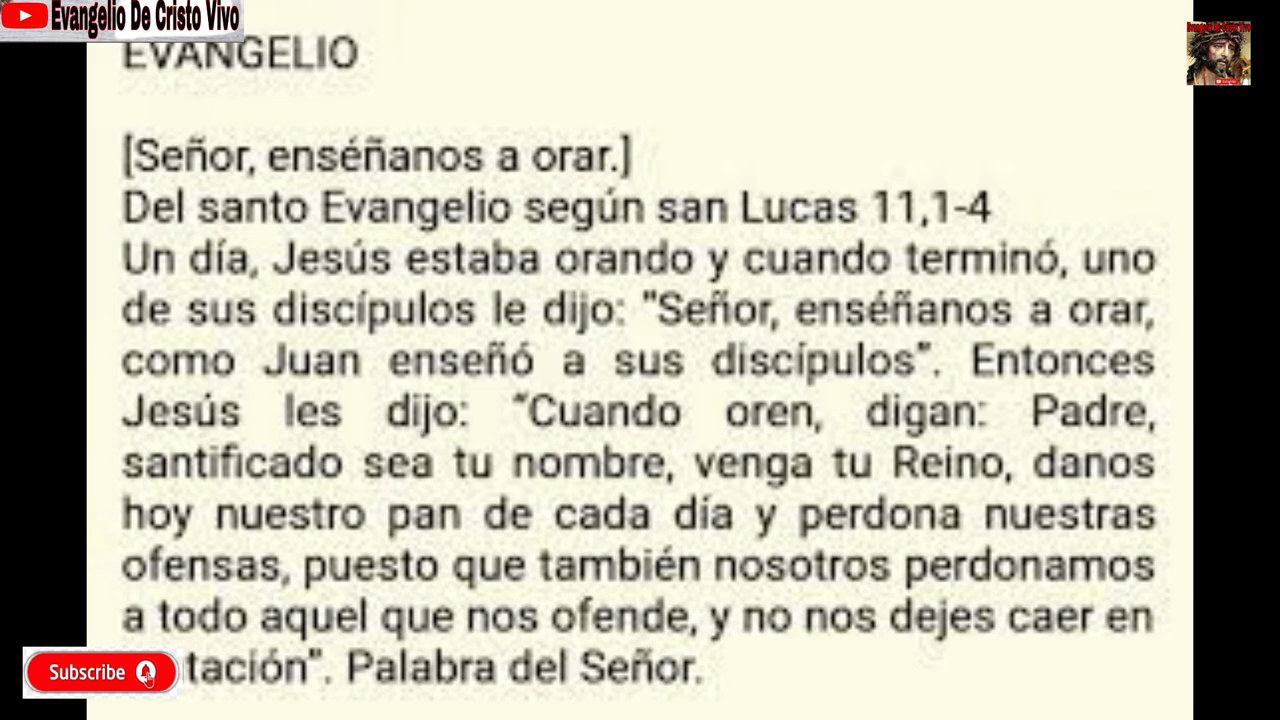 Evangelio De Cristo Vivo
EVANGELIO
[Señor, enséñanos a orar.]
Del santo Evangelio según san Lucas 11,1-4
Un día, Jesús estaba orando y cuando terminó, uno
de sus discípulos le dijo: "Señor, enséñanos a orar,
como Juan enseñó a sus discípulos". Entonces
Jesús les dijo: "Cuando oren, digan: Padre,
santificado sea tu nombre, venga tu Reino, danos
hoy nuestro pan de cada día y perdona nuestras
ofensas, puesto que también nosotros perdonamos
a todo aquel que nos ofende, y no nos dejes caer en
tación". Palabra del Señor.
Subscribe